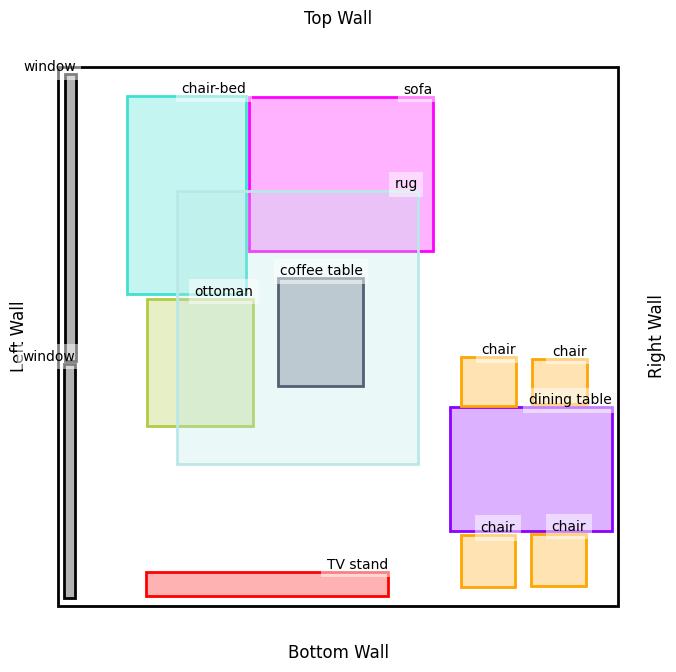 Top Wall
window
chair-bed
sofa
rug
coffee table
ottoman
Left Wall
Right Wall
window
chair
chair
dining table
chair
chair
TV stand
Bottom Wall